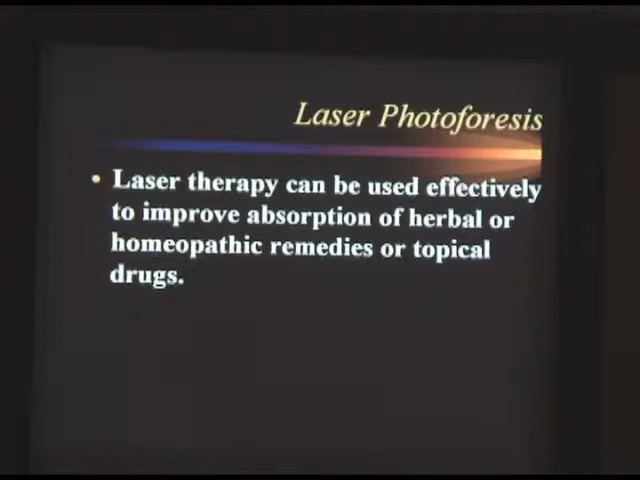 Laser Photoforesis
• Laser therapy can be used effectively
to improve absorption of herbal or
homeopathic remedies or topical
drugs.